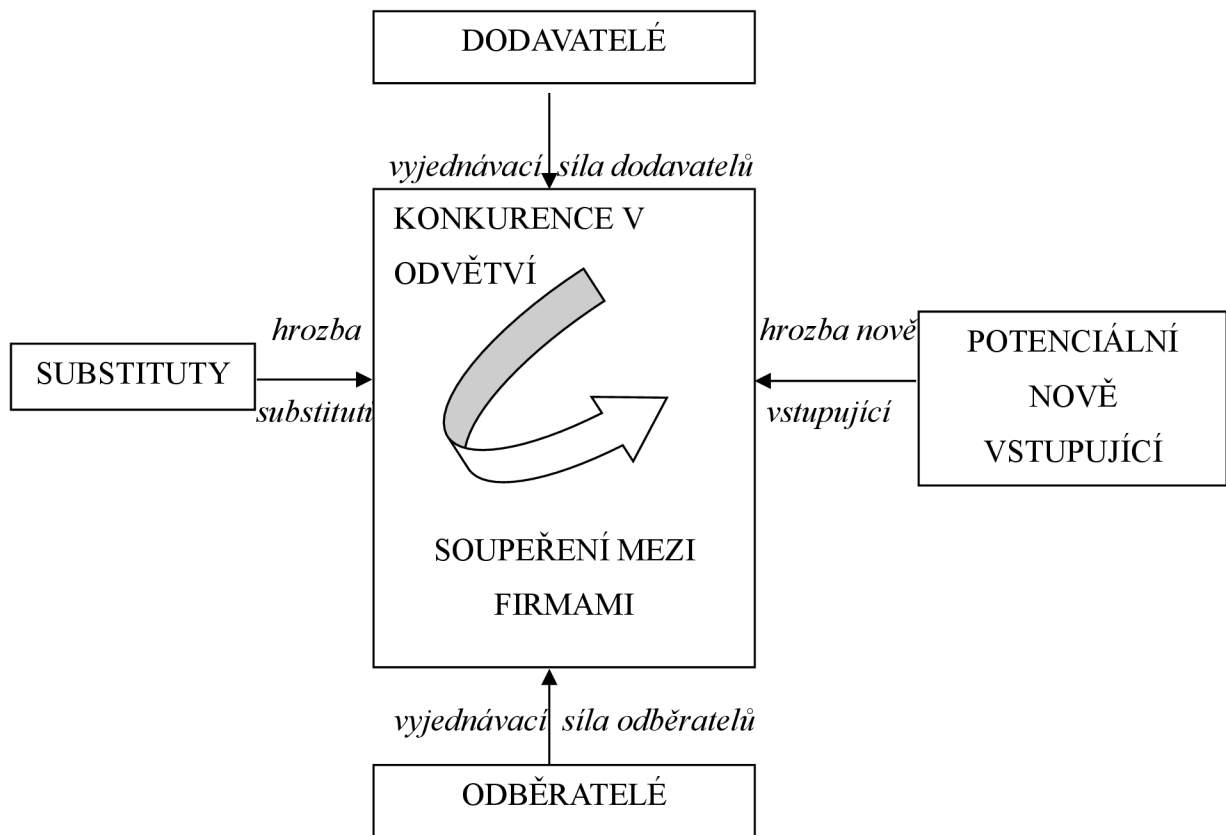 DODAVATELÉ
vyjednávací síla dodavatelů
KONKURENCE V
ODVĚTVÍ
hrozba
substitutí
SUBSTITUTY
hrozba nově
vstupující
POTENCIÁLNÍ
NOVĚ
VSTUPUJÍCÍ
SOUPEŘENÍ MEZI
FIRMAMI
vyjednávací síla odběratelů
ODBĚRATELÉ